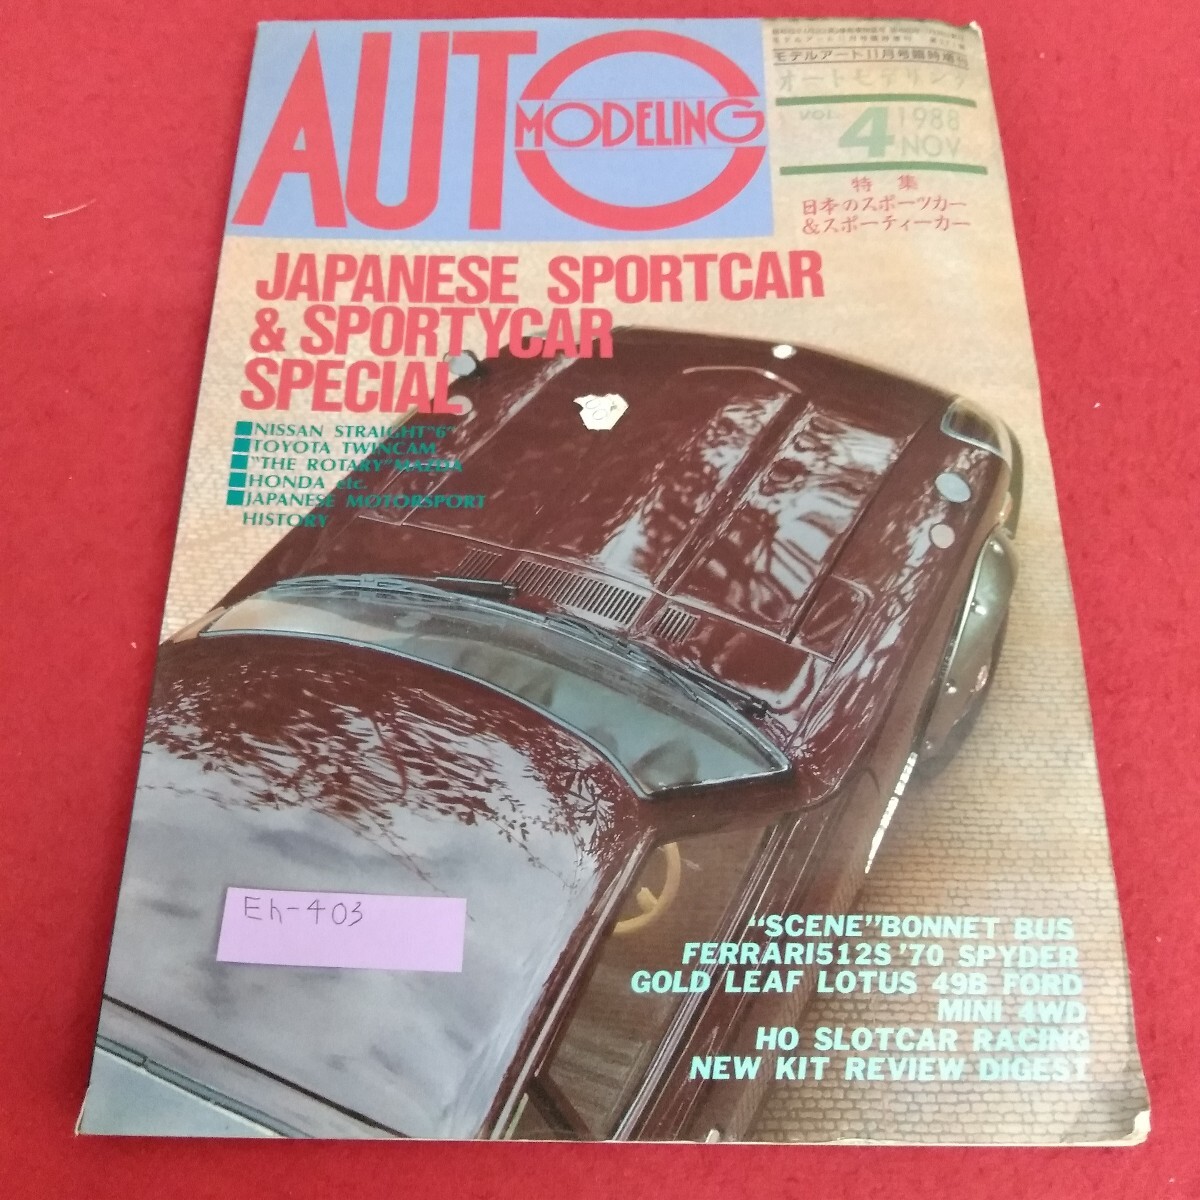 モデルアート11月号臨時増刊
オートモデリング
AUTO
MODELING
VOL. 4 1988 NOV
特集
日本のスポーツカー
&スポーティーカー
JAPANESE SPORTCAR
& SPORTYCAR
SPECIAL
■NISSAN STRAIGHT"6"
■TOYOTA TWINCAM
■"THE ROTARY"MAZDA
■HONDA etc.
■JAPANESE MOTORSPORT
HISTORY
Eh-403
"SCENE"BONNET BUS
FERRARI512S '70 SPYDER
GOLD LEAF LOTUS 49B FORD
MINI 4WD
HO SLOTCAR RACING
NEW KIT REVIEW DIGEST